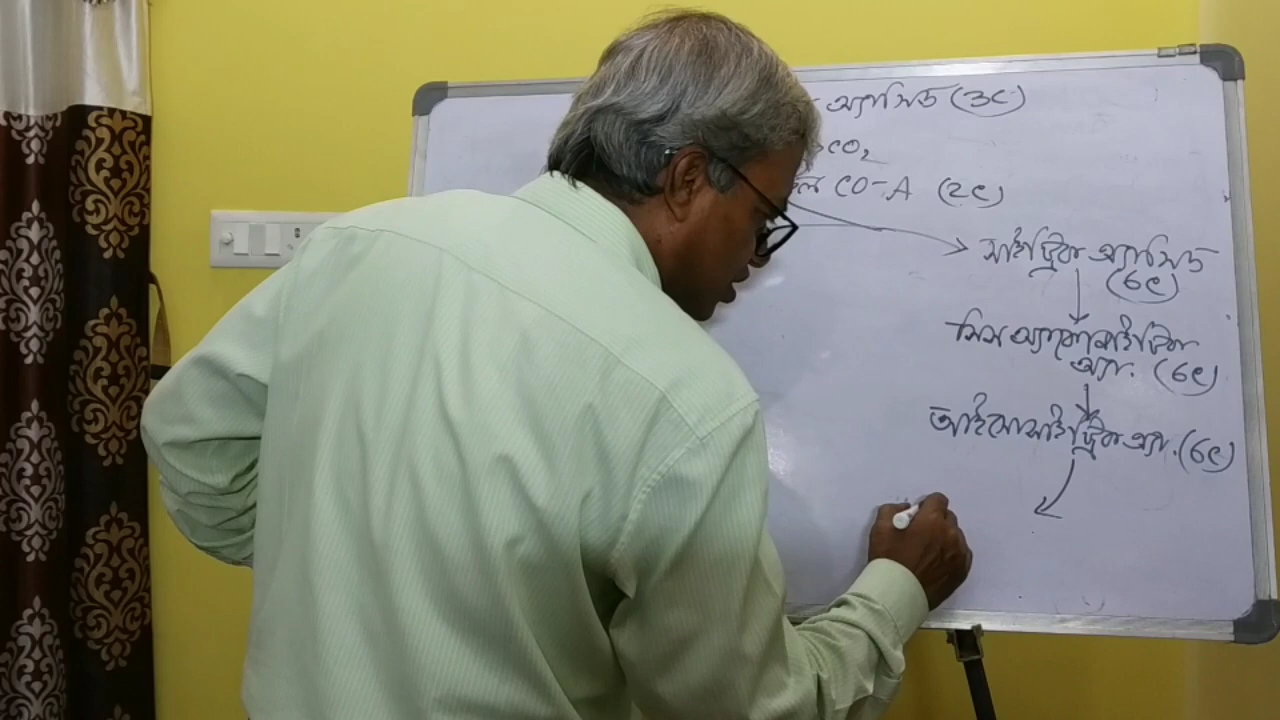 অ্যাসিড (3C)
CO₂
CO-A (2C)
সাইট্রিক অ্যাসিড
(6C)
সিস অ্যাকোনাইটিক
অ্যা. (6C)
আইসোসাইট্রিক অ্যা. (6C)